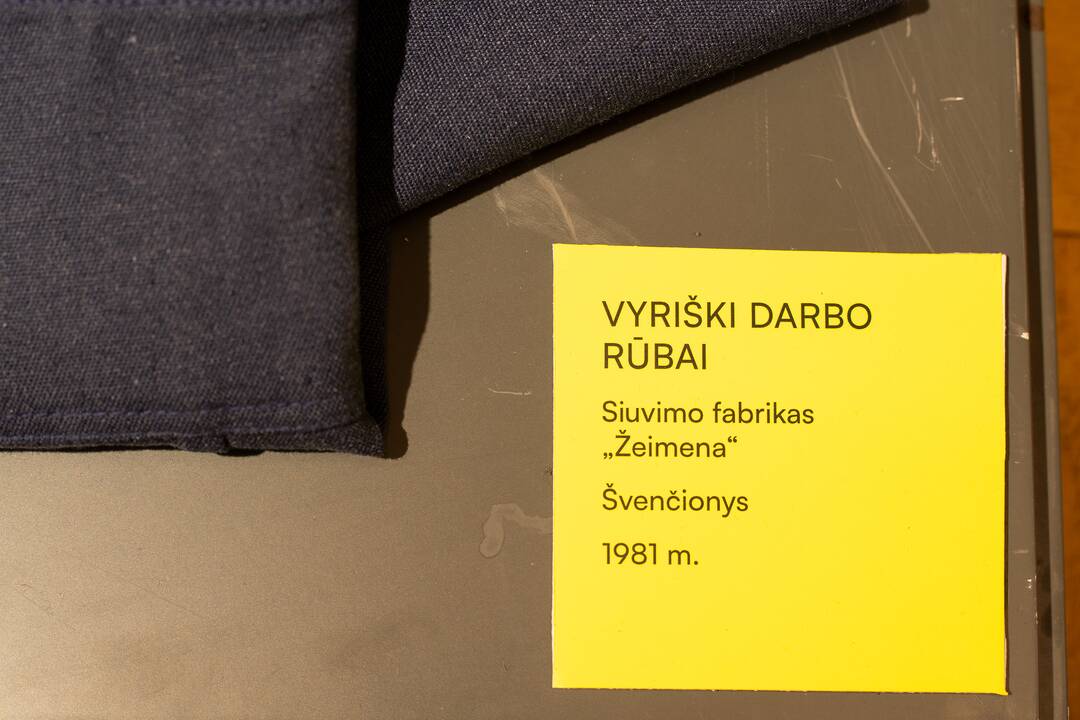 VYRIŠKI DARBO
RŪBAI
Siuvimo fabrikas
„Žeimena“
Švenčionys
1981 m.